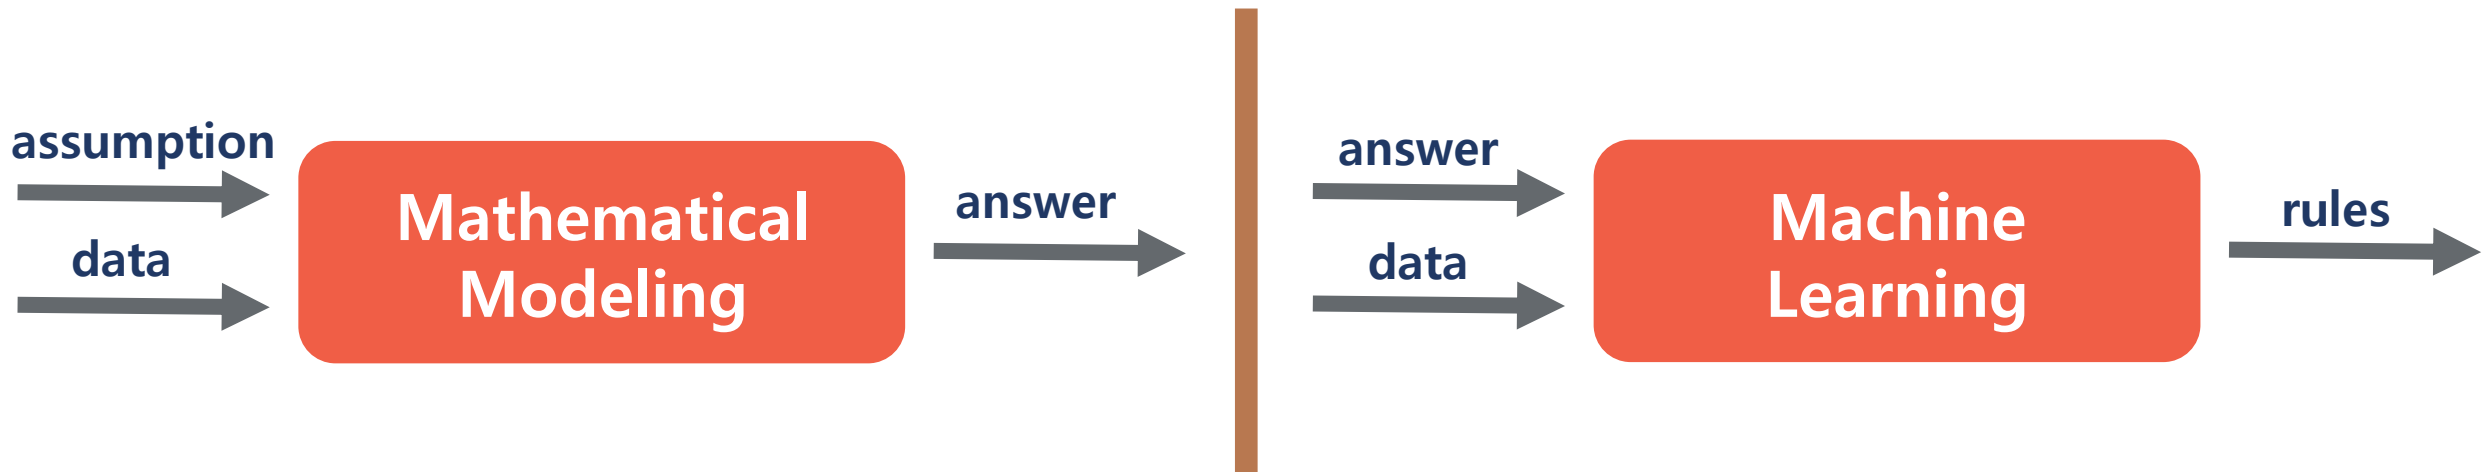 assumption
data
Mathematical
Modeling
answer
answer
data
Machine
Learning
rules